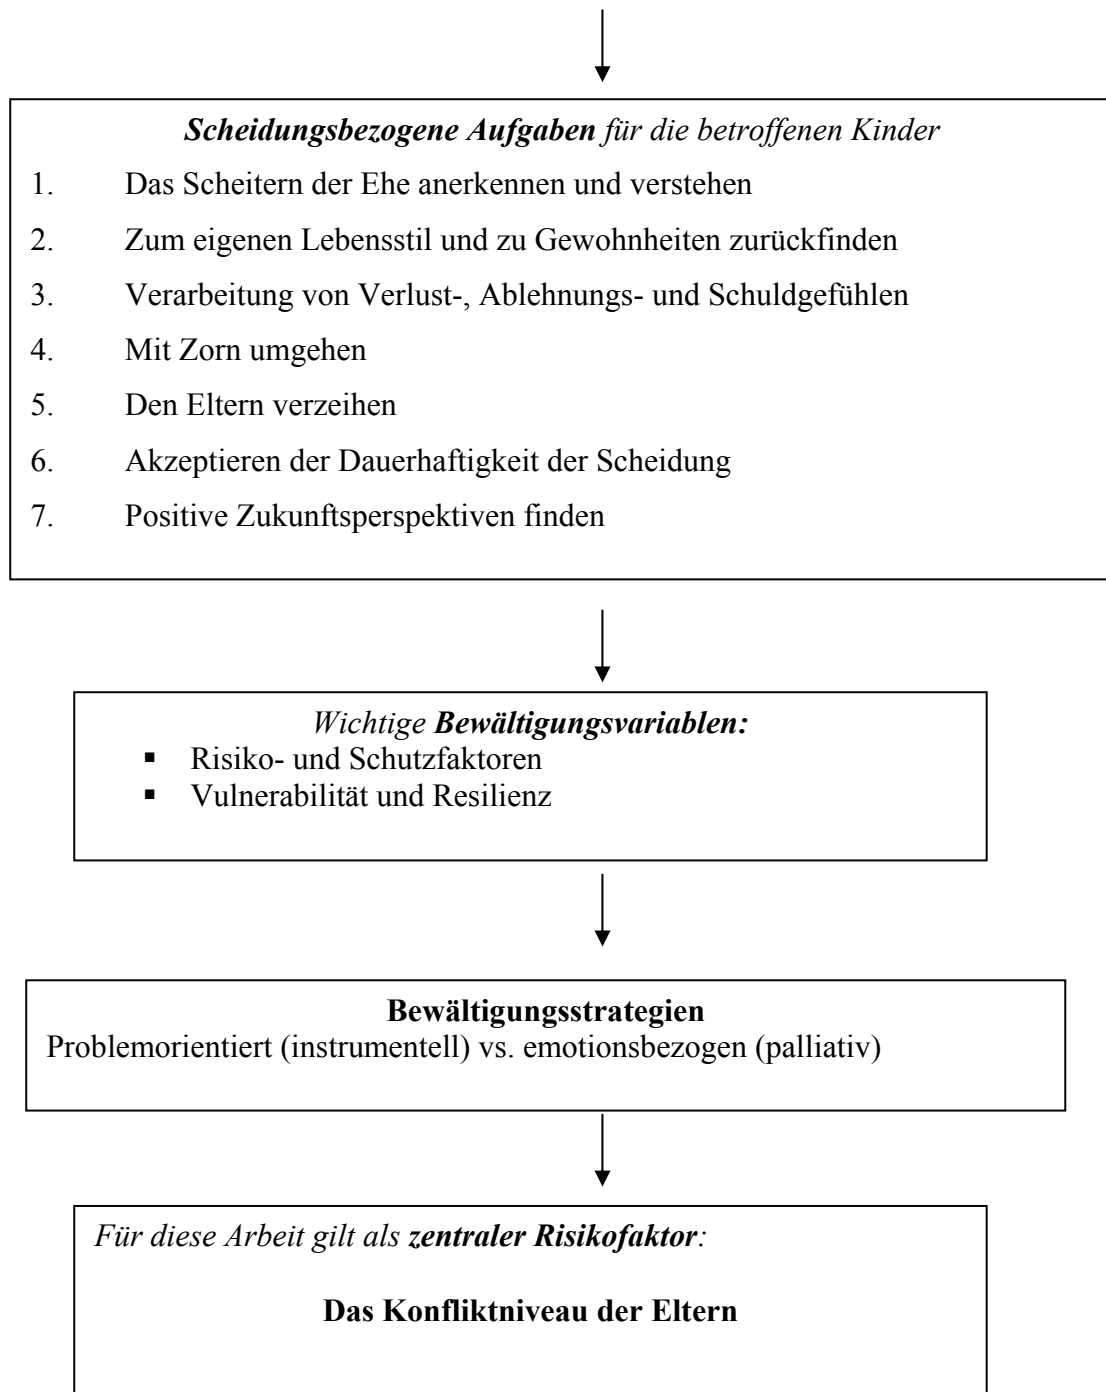 Scheidungsbezogene Aufgaben für die betroffenen Kinder
1. Das Scheitern der Ehe anerkennen und verstehen
2. Zum eigenen Lebensstil und zu Gewohnheiten zurückfinden
3. Verarbeitung von Verlust-, Ablehnungs- und Schuldgefühlen
4. Mit Zorn umgehen
5. Den Eltern verzeihen
6. Akzeptieren der Dauerhaftigkeit der Scheidung
7. Positive Zukunftsperspektiven finden
Wichtige Bewältigungsvariablen:
▪ Risiko- und Schutzfaktoren
▪ Vulnerabilität und Resilienz
Bewältigungsstrategien
Problemorientiert (instrumentell) vs. emotionsbezogen (palliativ)
Für diese Arbeit gilt als zentraler Risikofaktor:
Das Konfliktniveau der Eltern